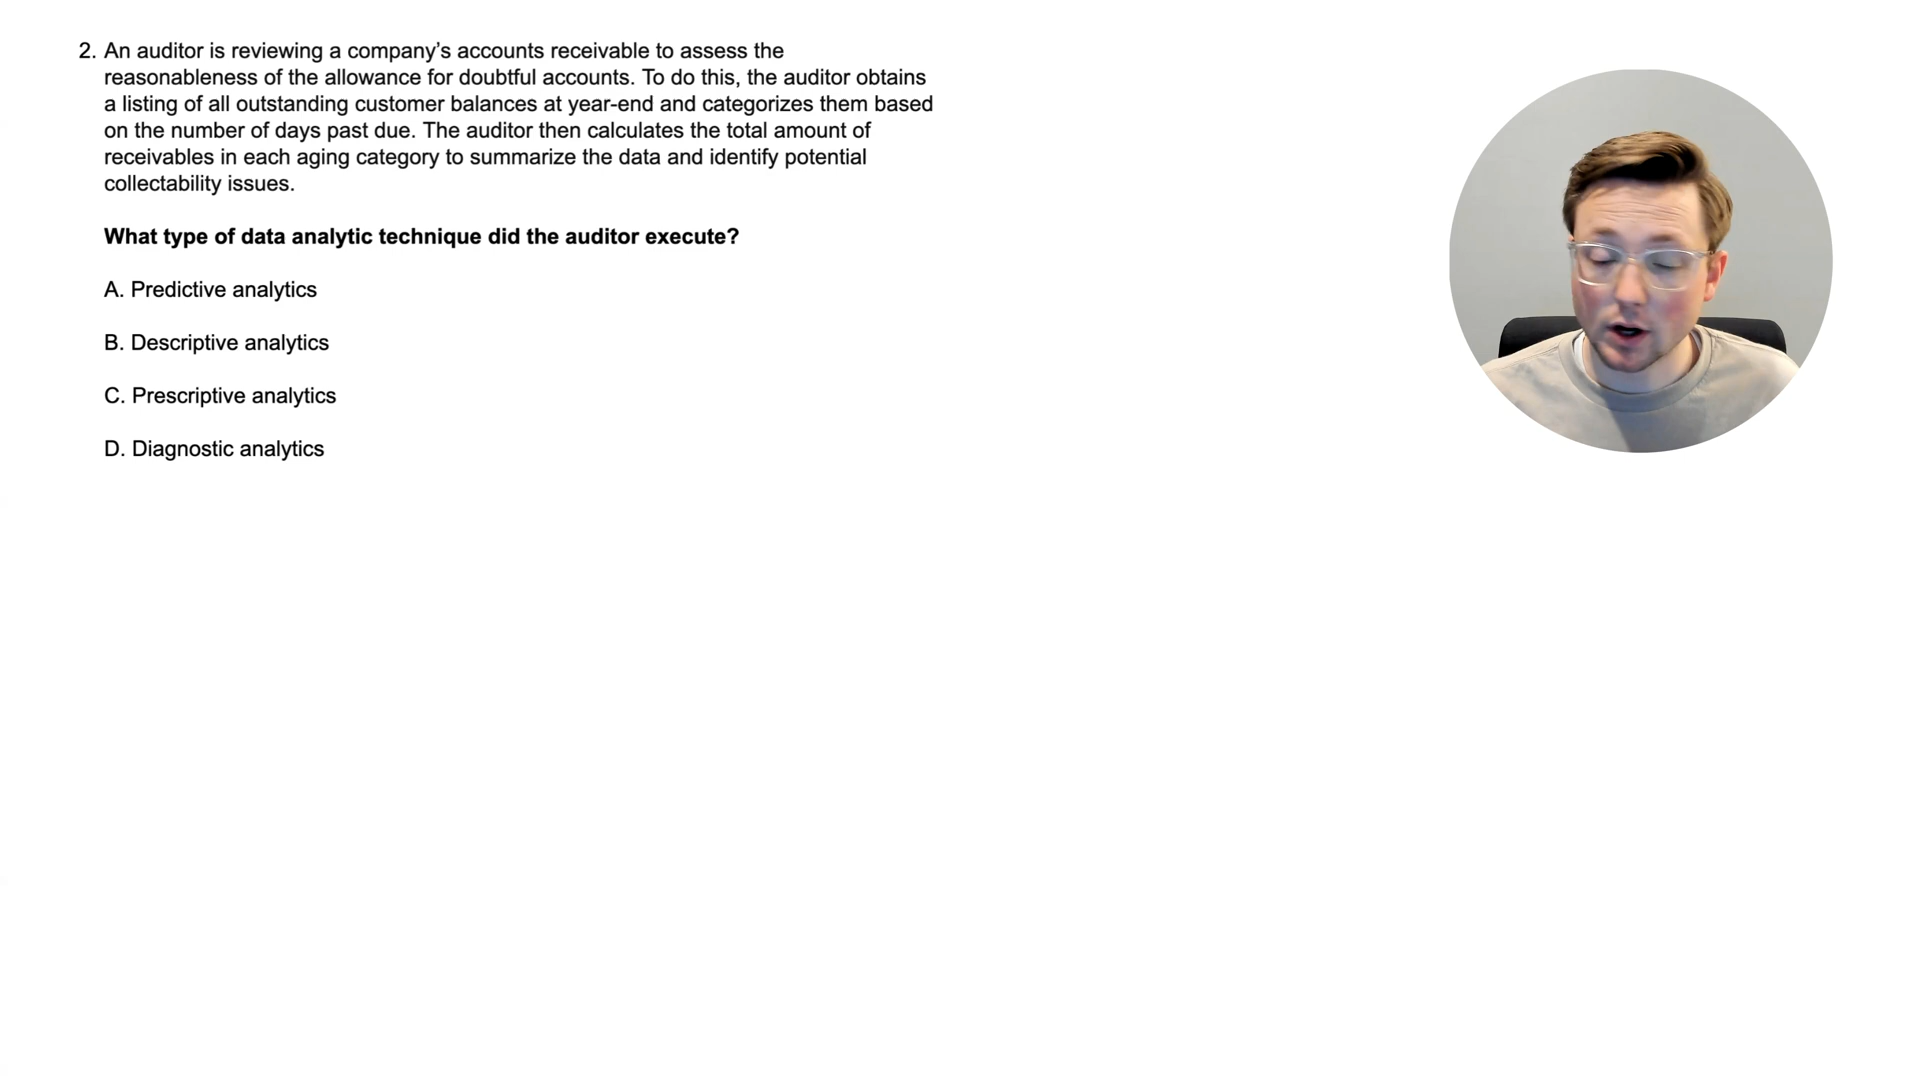 2. An auditor is reviewing a company’s accounts receivable to assess the
reasonableness of the allowance for doubtful accounts. To do this, the auditor obtains
a listing of all outstanding customer balances at year-end and categorizes them based
on the number of days past due. The auditor then calculates the total amount of
receivables in each aging category to summarize the data and identify potential
collectability issues.
What type of data analytic technique did the auditor execute?
A. Predictive analytics
B. Descriptive analytics
C. Prescriptive analytics
D. Diagnostic analytics